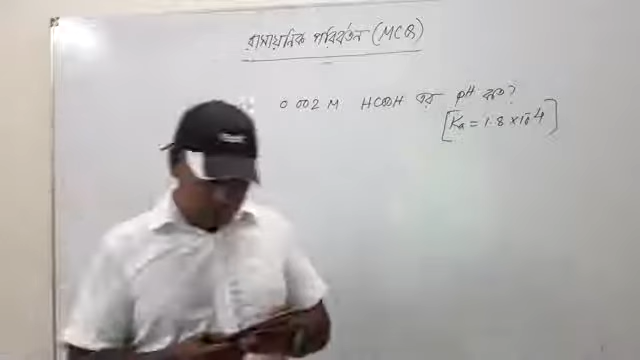 রাসায়নিক পরিবর্তন (MCQ)
0.002 M HCOOH এর pH কত?
[Ka = 1.8 × 10⁻⁴]